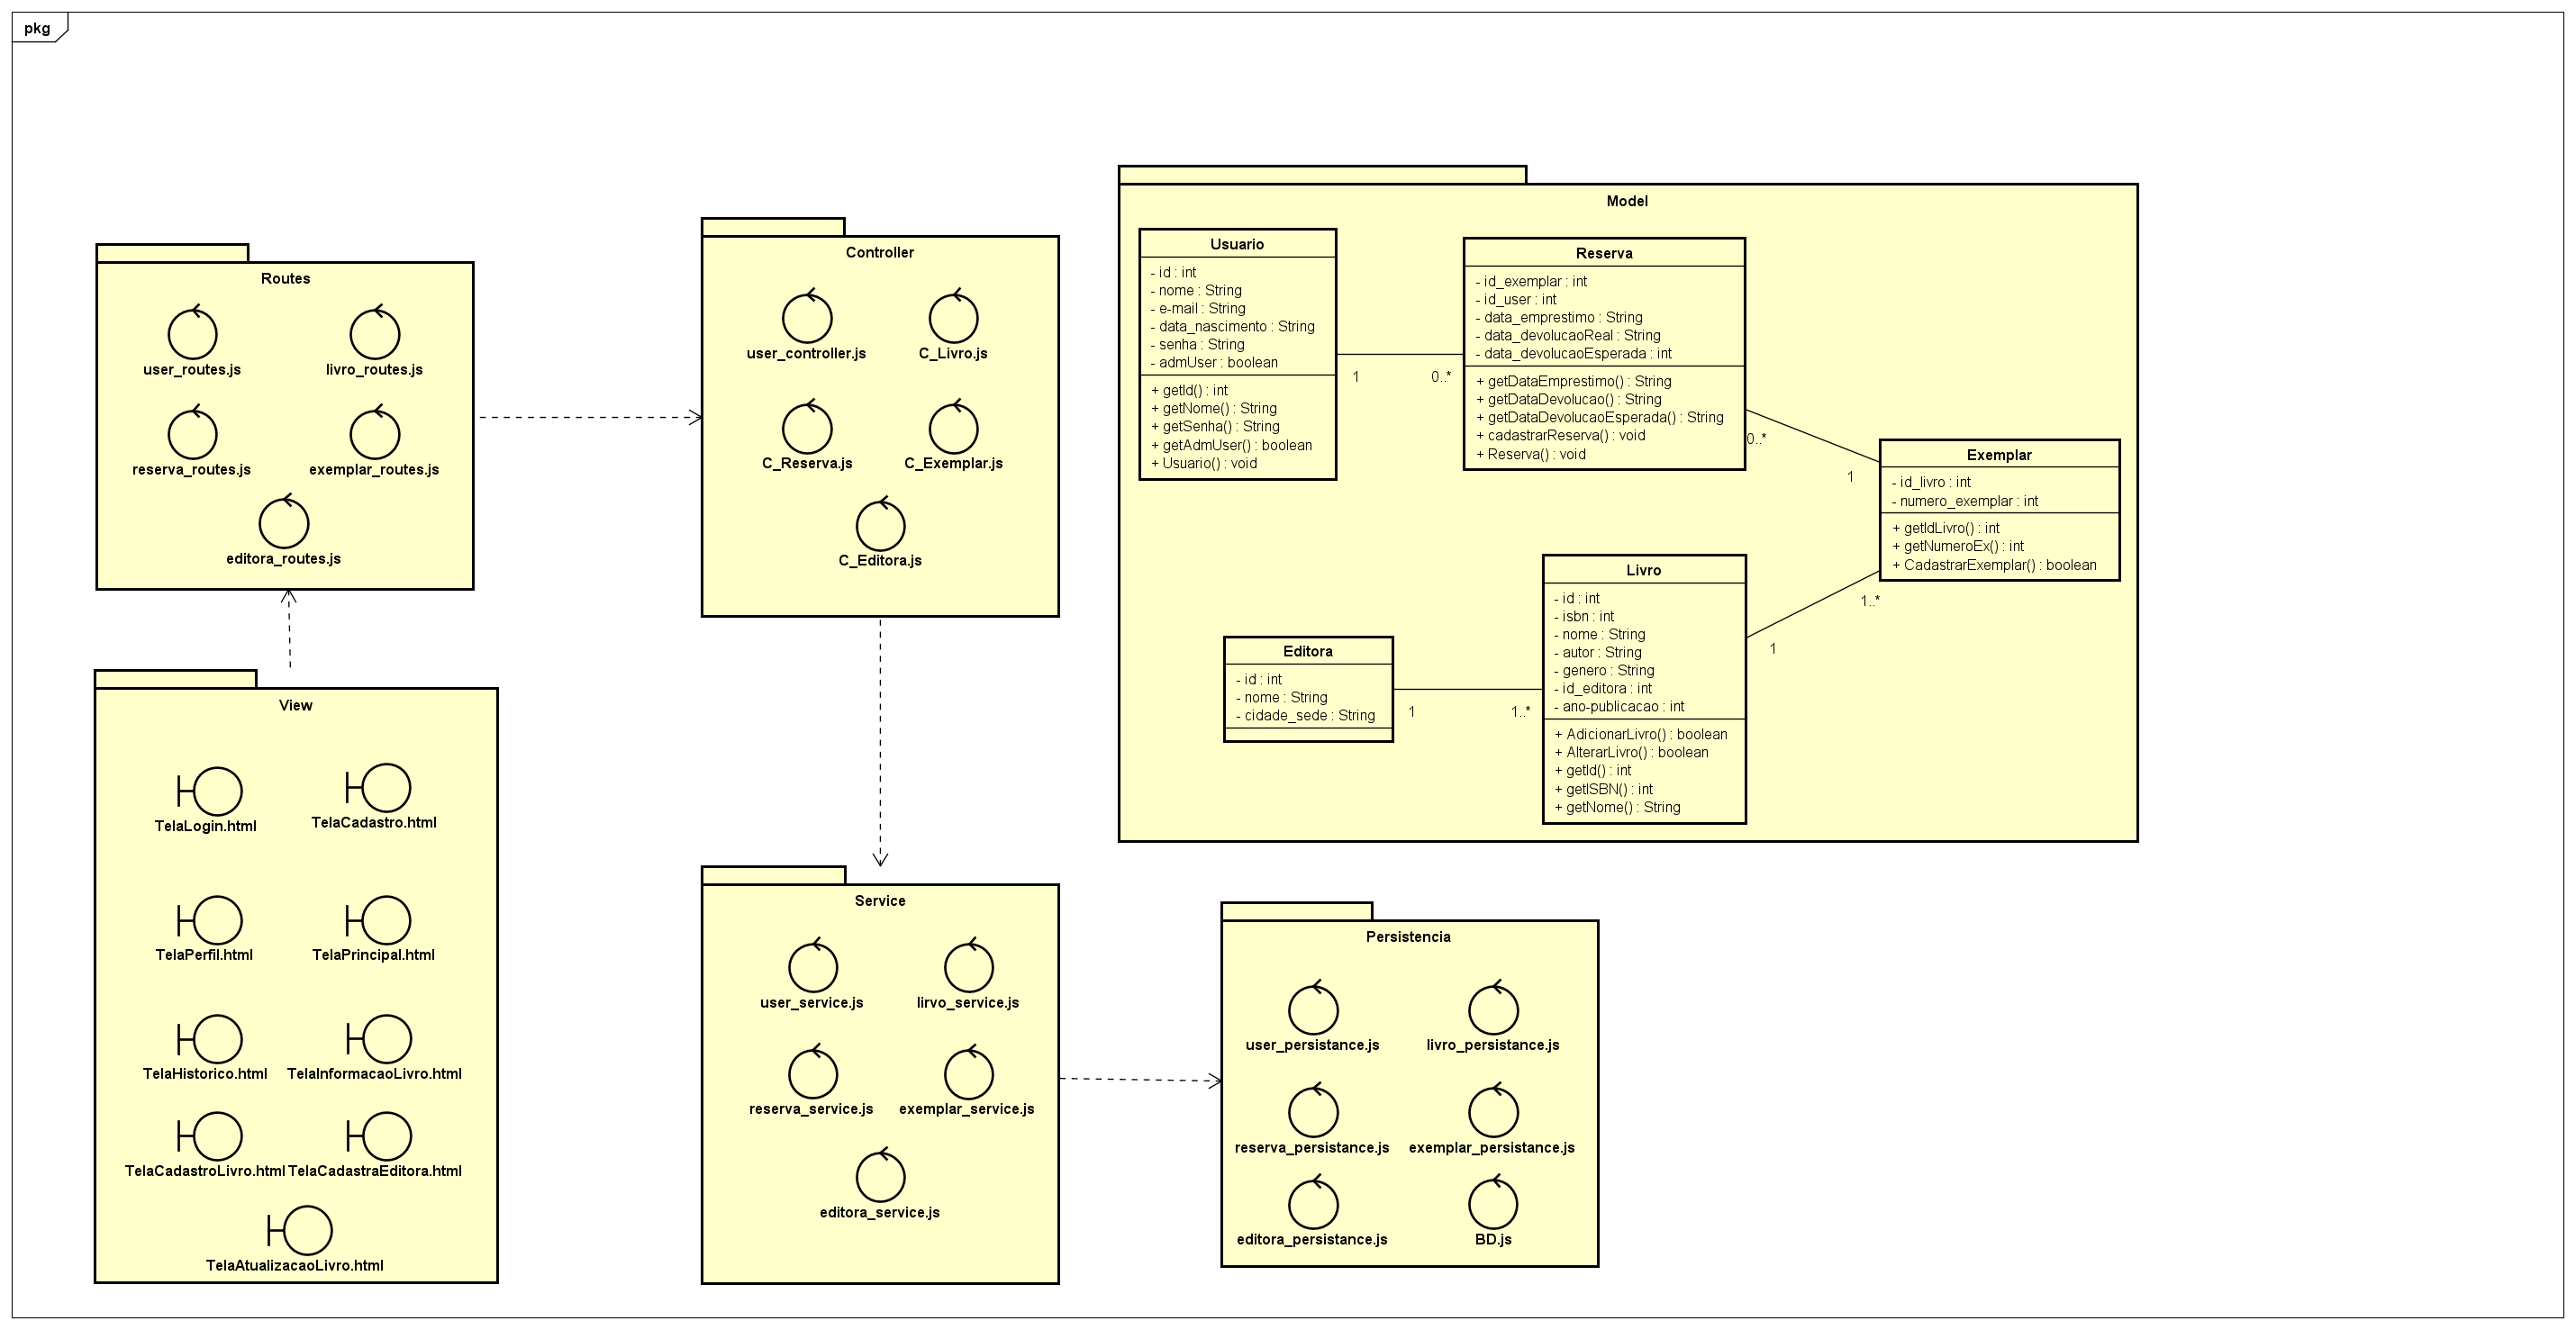 pkg
Routes
user_routes.js
livro_routes.js
reserva_routes.js
exemplar_routes.js
editora_routes.js
Controller
user_controller.js
C_Livro.js
C_Reserva.js
C_Exemplar.js
C_Editora.js
Model
Usuario
- id : int
- nome : String
- e-mail : String
- data_nascimento : String
- senha : String
- admUser : boolean
+ getId() : int
+ getNome() : String
+ getSenha() : String
+ getAdmUser() : boolean
+ Usuario() : void
1
0..*
Reserva
- id_exemplar : int
- id_user : int
- data_emprestimo : String
- data_devolucaoReal : String
- data_devolucaoEsperada : int
+ getDataEmprestimo() : String
+ getDataDevolucao() : String
+ getDataDevolucaoEsperada() : String
+ cadastrarReserva() : void
+ Reserva() : void
0..*
1
Exemplar
- id_livro : int
- numero_exemplar : int
+ getIdLivro() : int
+ getNumeroEx() : int
+ CadastrarExemplar() : boolean
1..*
1
Livro
- id : int
- isbn : int
- nome : String
- autor : String
- genero : String
- id_editora : int
- ano-publicacao : int
+ AdicionarLivro() : boolean
+ AlterarLivro() : boolean
+ getId() : int
+ getISBN() : int
+ getNome() : String
Editora
- id : int
- nome : String
- cidade_sede : String
1
1..*
View
TelaLogin.html
TelaCadastro.html
TelaPerfil.html
TelaPrincipal.html
TelaHistorico.html
TelaInformacaoLivro.html
TelaCadastroLivro.html
TelaCadastraEditora.html
TelaAtualizacaoLivro.html
Service
user_service.js
lirvo_service.js
reserva_service.js
exemplar_service.js
editora_service.js
Persistencia
user_persistance.js
livro_persistance.js
reserva_persistance.js
exemplar_persistance.js
editora_persistance.js
BD.js